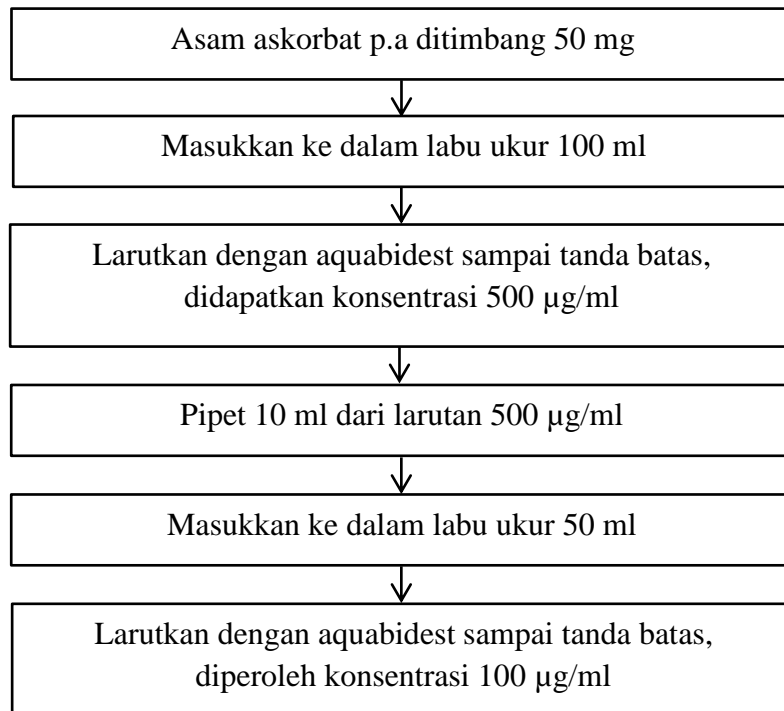 Asam askorbat p.a ditimbang 50 mg
Masukkan ke dalam labu ukur 100 ml
Larutkan dengan aquabidest sampai tanda batas,
didapatkan konsentrasi 500 µg/ml
Pipet 10 ml dari larutan 500 µg/ml
Masukkan ke dalam labu ukur 50 ml
Larutkan dengan aquabidest sampai tanda batas,
diperoleh konsentrasi 100 µg/ml